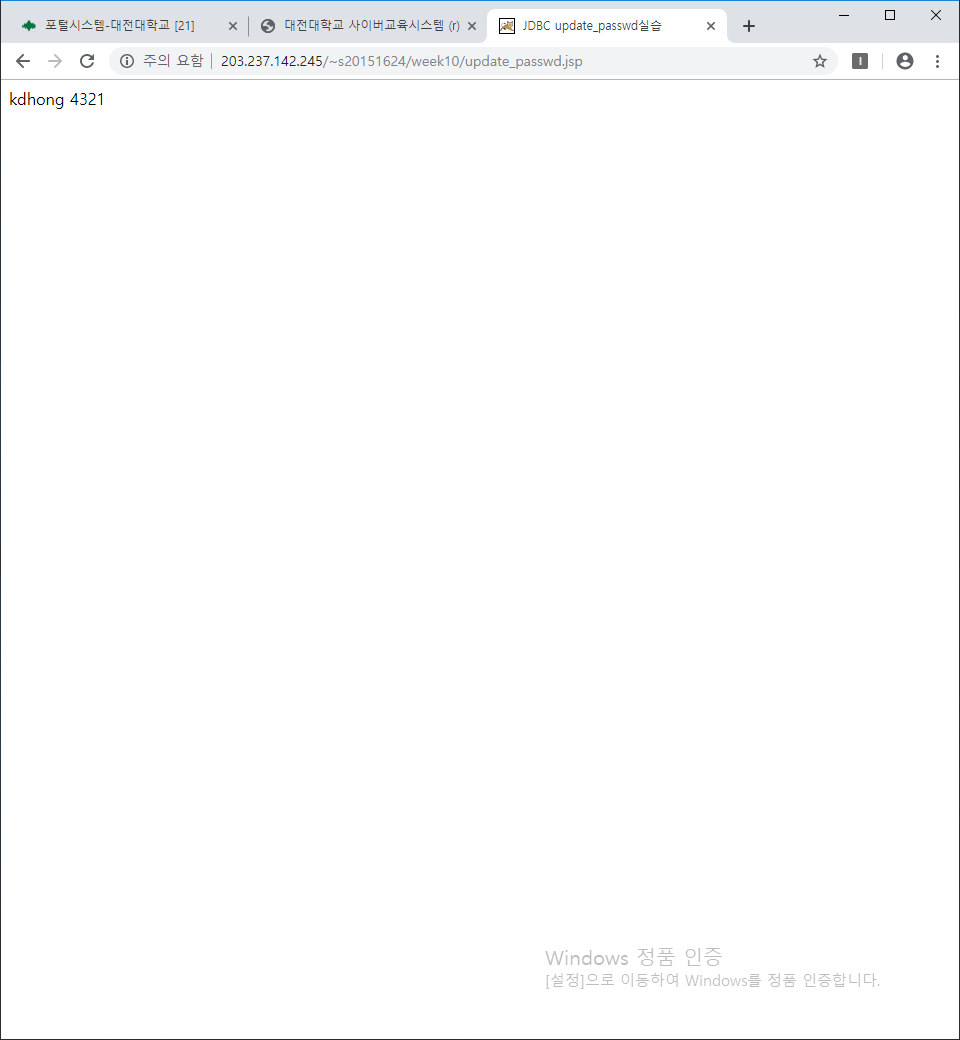 포털시스템-대전대학교 [21]
대전대학교 사이버교육시스템 (r)
JDBC update_passwd실습
주의 요함
203.237.142.245/~s20151624/week10/update_passwd.jsp
I
kdhong 4321
Windows 정품 인증
[설정]으로 이동하여 Windows를 정품 인증합니다.